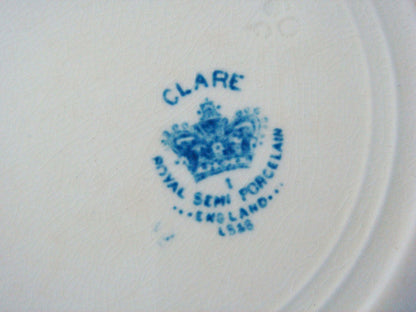 CLARE
ROYAL SEMI PORCELAIN
...ENGLAND...